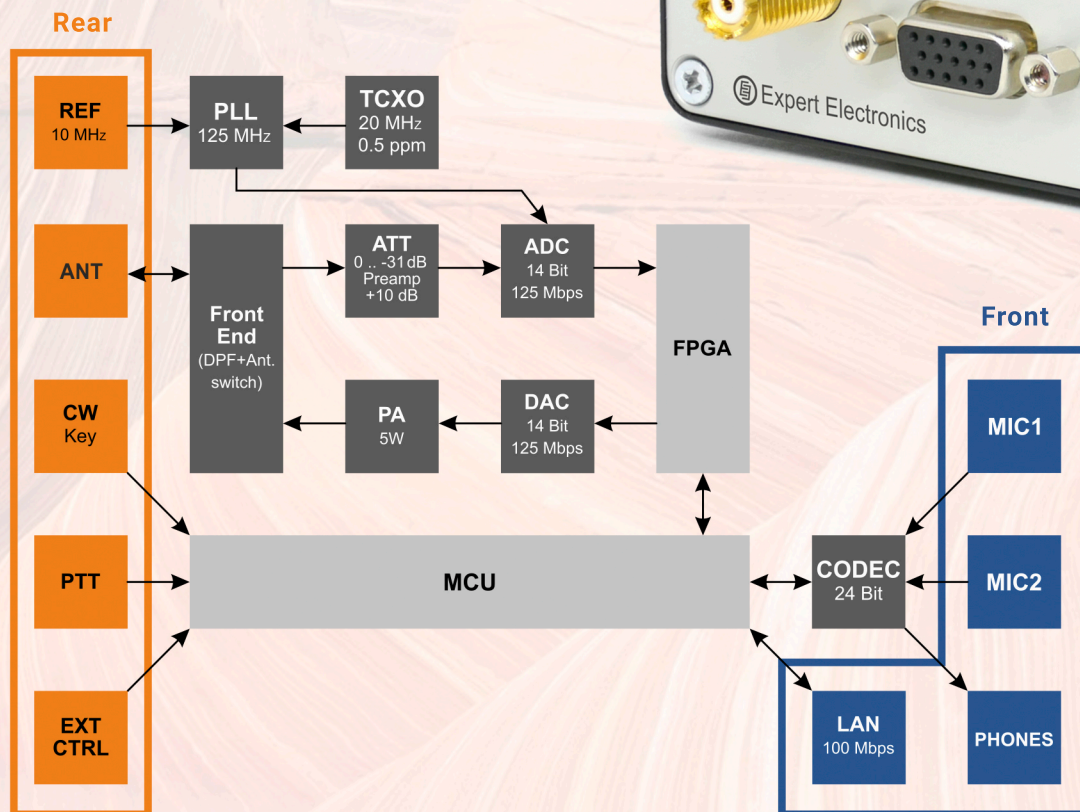 Rear
Expert Electronics
REF
10 MHz
PLL
125 MHz
TCXO
20 MHz
0.5 ppm
ANT
Front
End
(DPF+Ant.
switch)
ATT
0 .. -31 dB
Preamp
+10 dB
ADC
14 Bit
125 Mbps
FPGA
Front
CW
Key
PA
5W
DAC
14 Bit
125 Mbps
MIC1
PTT
MCU
CODEC
24 Bit
MIC2
EXT
CTRL
LAN
100 Mbps
PHONES